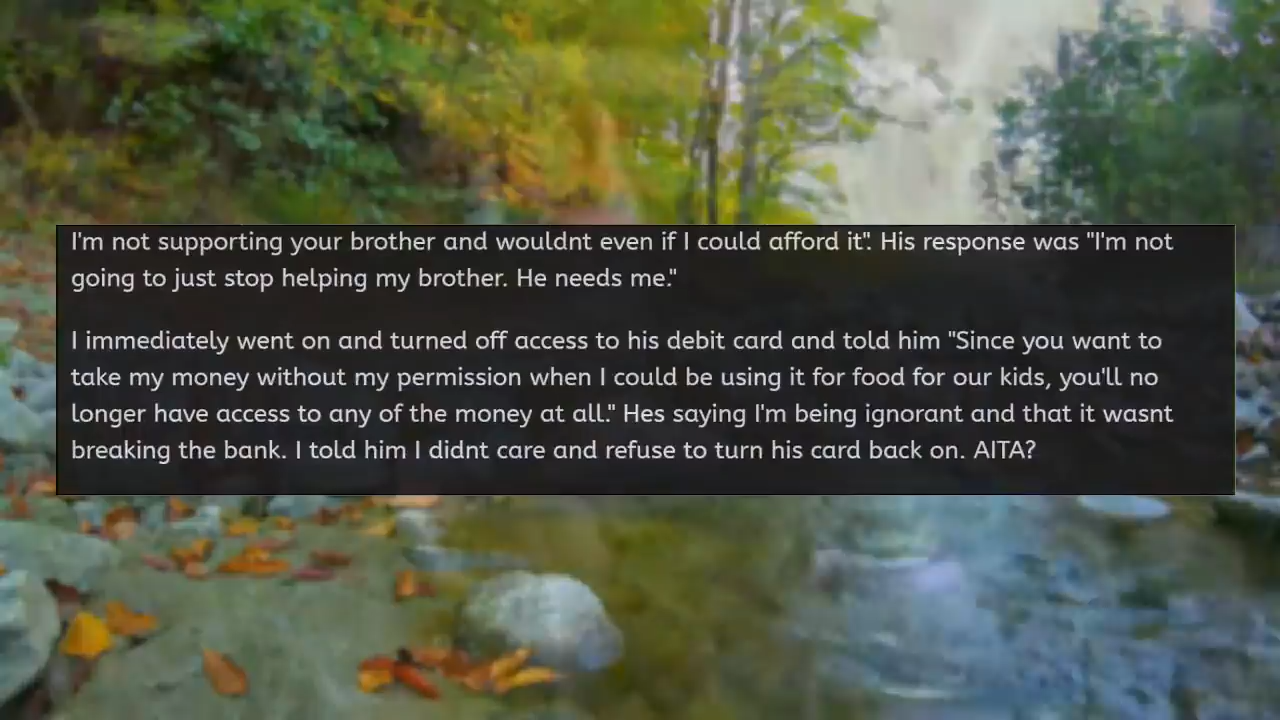 I'm not supporting your brother and wouldnt even if I could afford it". His response was "I'm not
going to just stop helping my brother. He needs me."
I immediately went on and turned off access to his debit card and told him "Since you want to
take my money without my permission when I could be using it for food for our kids, you'll no
longer have access to any of the money at all." Hes saying I'm being ignorant and that it wasnt
breaking the bank. I told him I didnt care and refuse to turn his card back on. AITA?